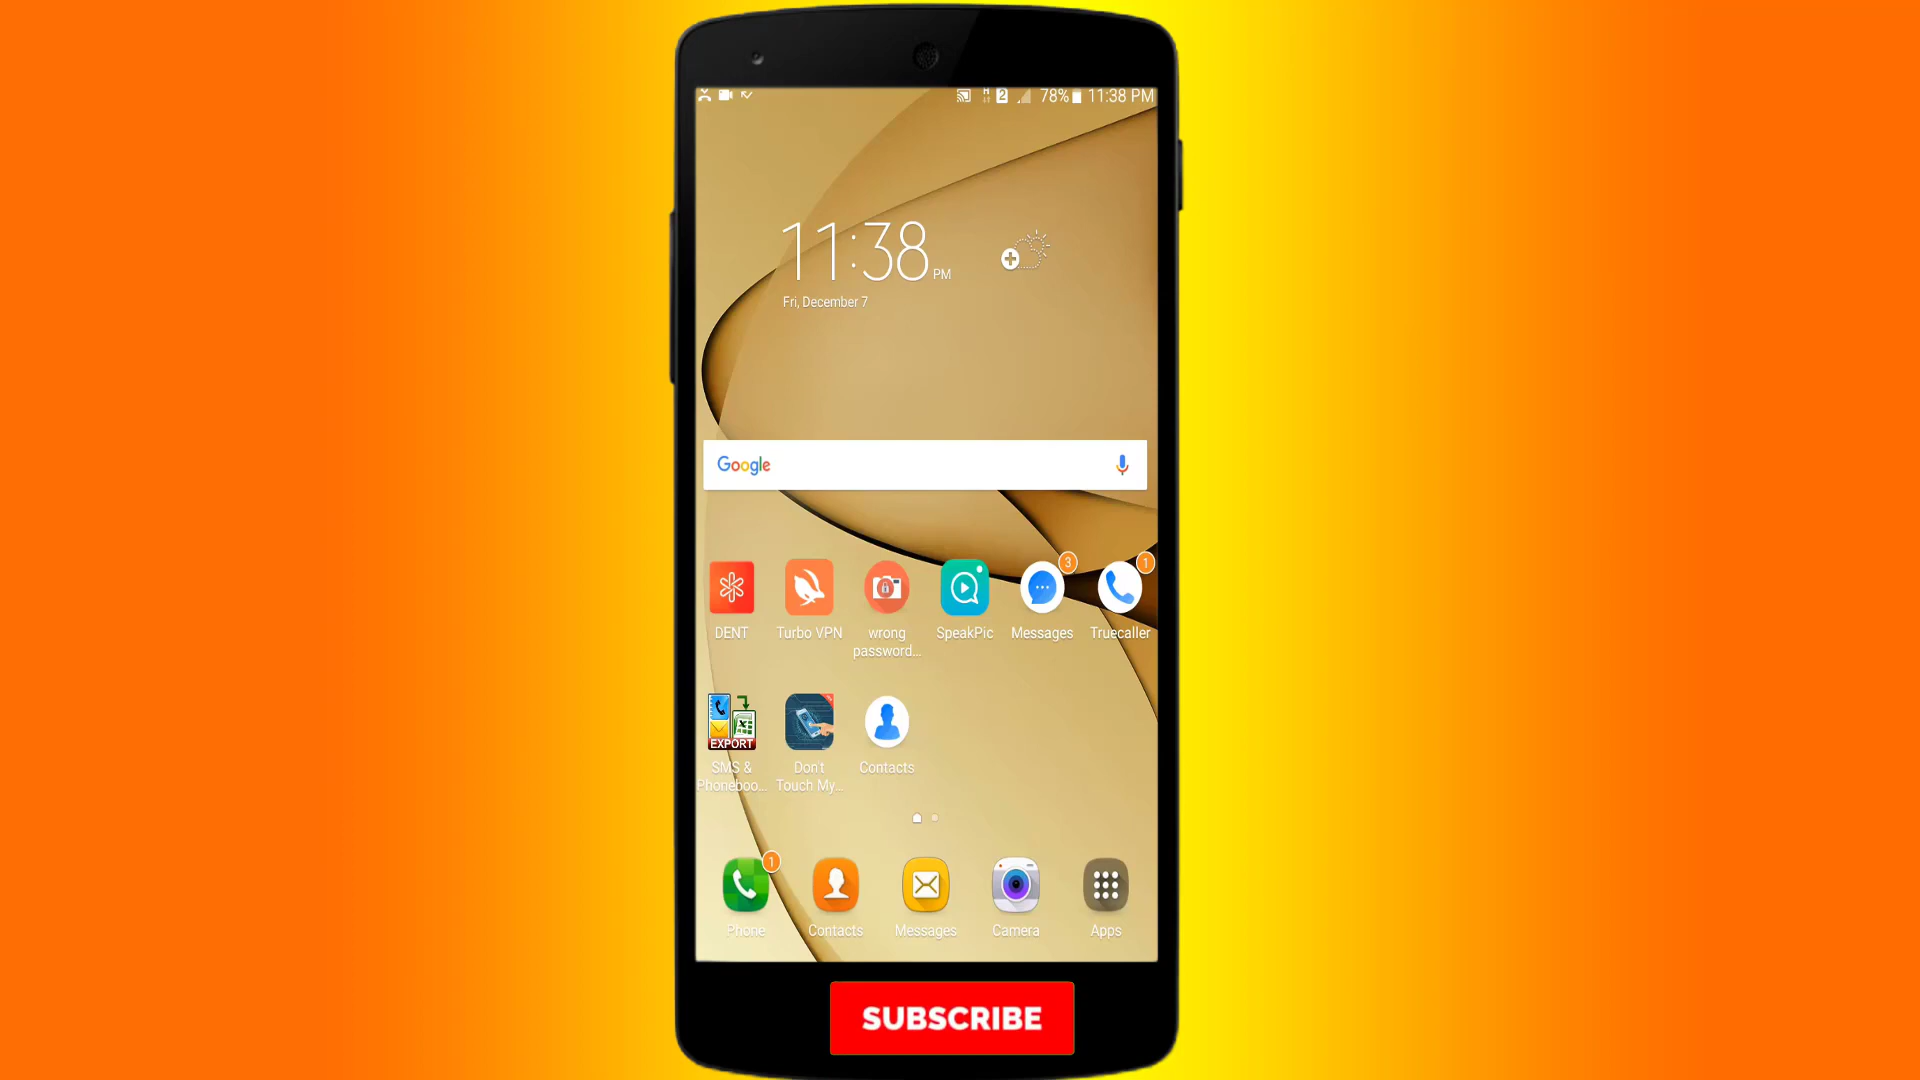 2 78% 11:38 PM
11:38 PM
Fri, December 7
Google
3 1
DENT Turbo VPN wrong password... SpeakPic Messages Truecaller
EXPORT
SMS & Phoneboo... Don't Touch My... Contacts
1
Phone Contacts Messages Camera Apps
SUBSCRIBE